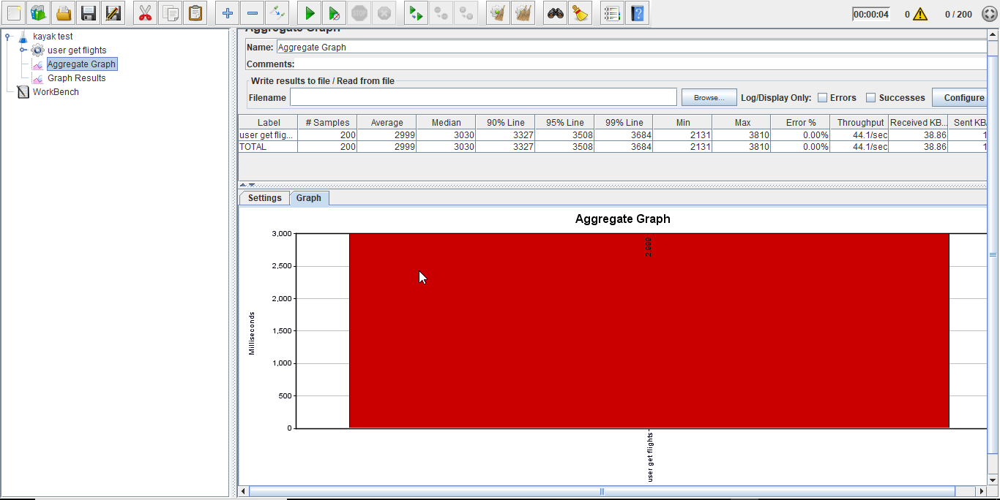 STOP
00:00:04
0
0 / 200
kayak test
user get flights
Aggregate Graph
Graph Results
WorkBench
Aggregate Graph
Name: Aggregate Graph
Comments:
Write results to file / Read from file
Filename Browse... Log/Display Only: Errors Successes Configure
Label # Samples Average Median 90% Line 95% Line 99% Line Min Max Error % Throughput Received KB... Sent KB
user get flig... 200 2999 3030 3327 3508 3684 2131 3810 0.00% 44.1/sec 38.86 1
TOTAL 200 2999 3030 3327 3508 3684 2131 3810 0.00% 44.1/sec 38.86 1
Settings Graph
Aggregate Graph
3,000
2,999
2,500
2,000
1,500
1,000
500
0
Milliseconds
user get flights